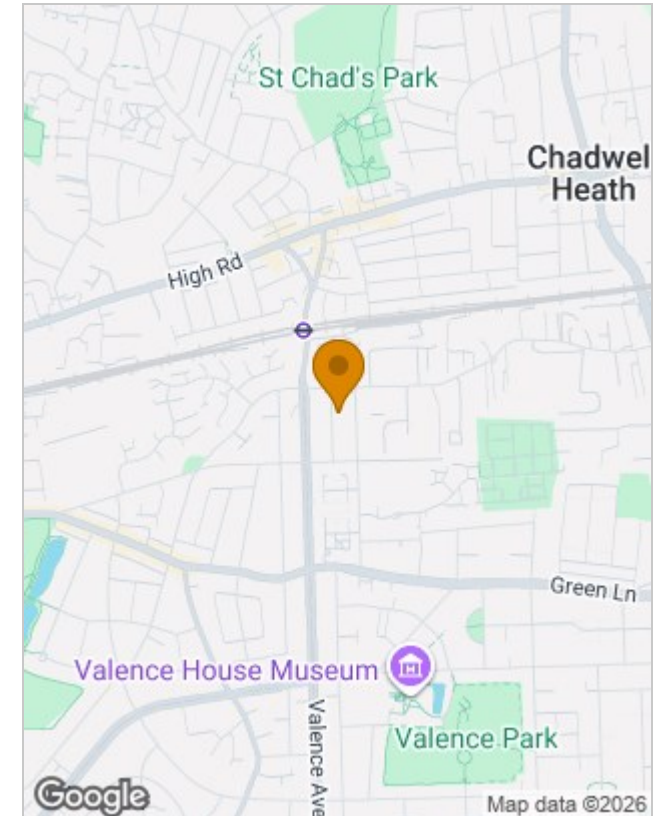 St Chad's Park
Chadwel
Heath
High Rd
Green Ln
Valence House Museum
Valence Ave
Valence Park
Google
Map data ©2026